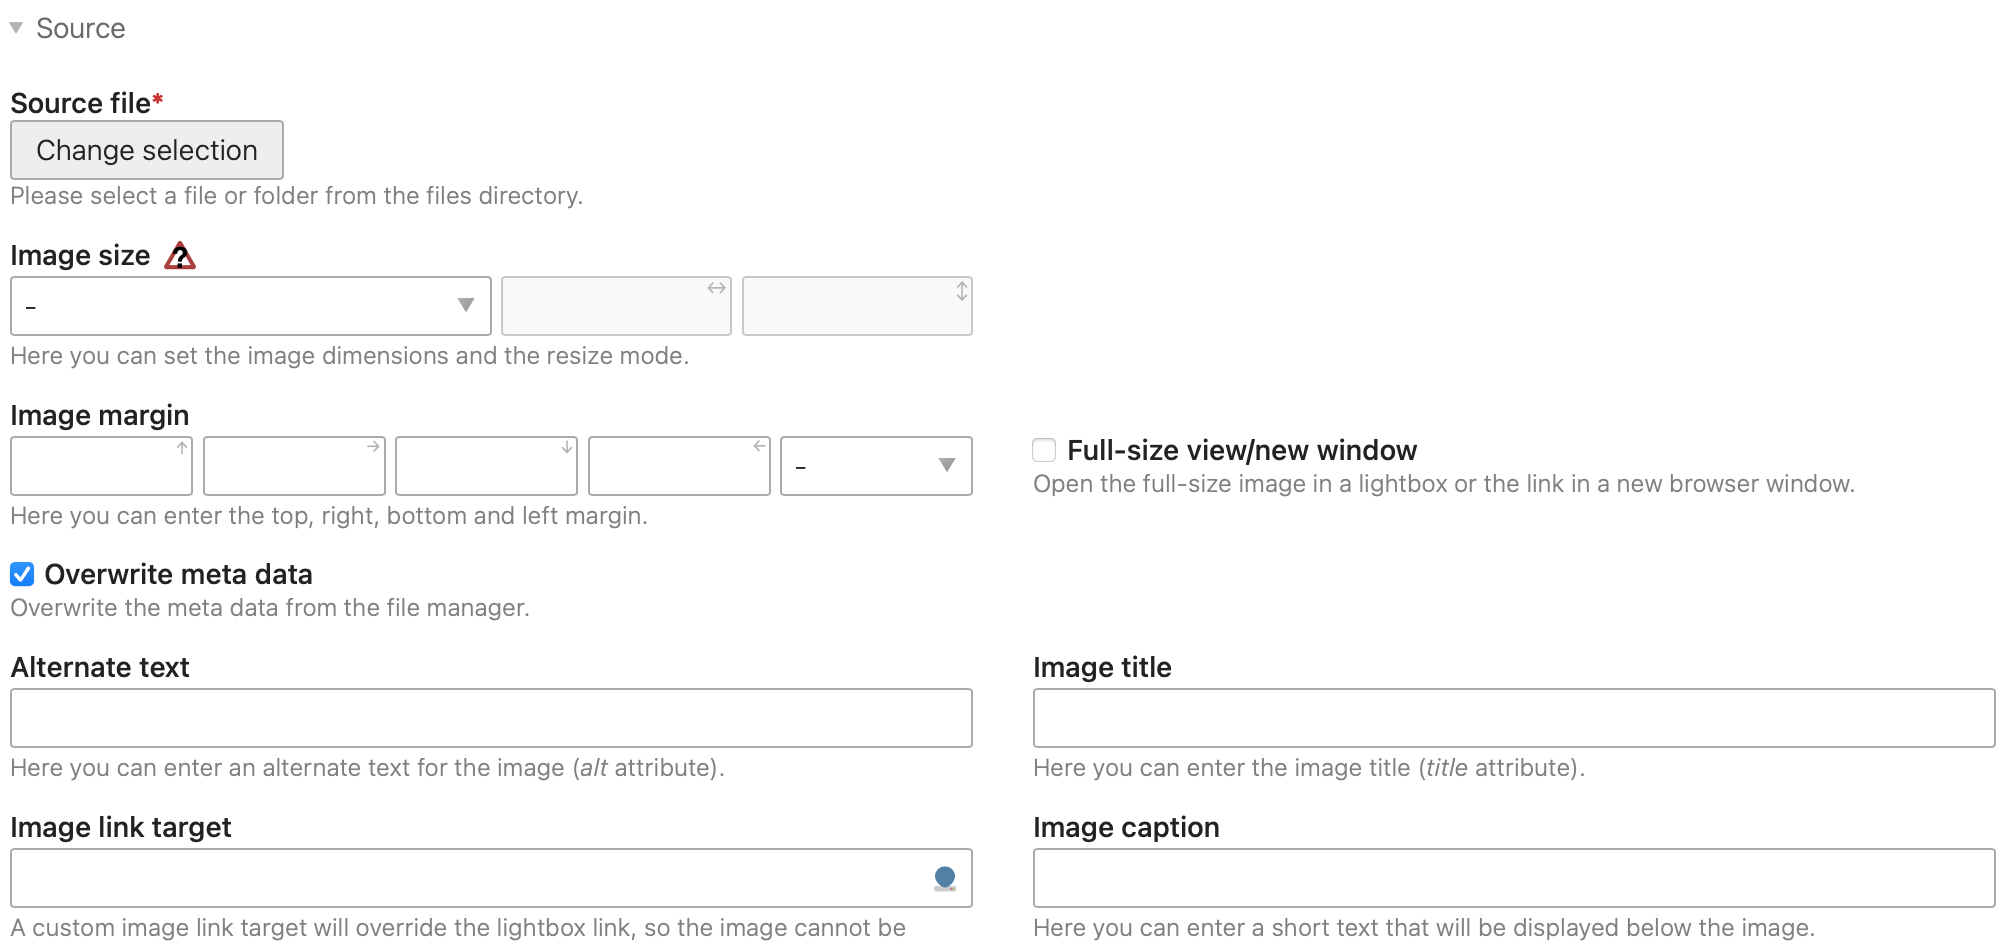 Source
Source file*
Change selection
Please select a file or folder from the files directory.
Image size
-
Here you can set the image dimensions and the resize mode.
Image margin
-
Here you can enter the top, right, bottom and left margin.
Full-size view/new window
Open the full-size image in a lightbox or the link in a new browser window.
Overwrite meta data
Overwrite the meta data from the file manager.
Alternate text
Here you can enter an alternate text for the image (alt attribute).
Image title
Here you can enter the image title (title attribute).
Image link target
A custom image link target will override the lightbox link, so the image cannot be
Image caption
Here you can enter a short text that will be displayed below the image.